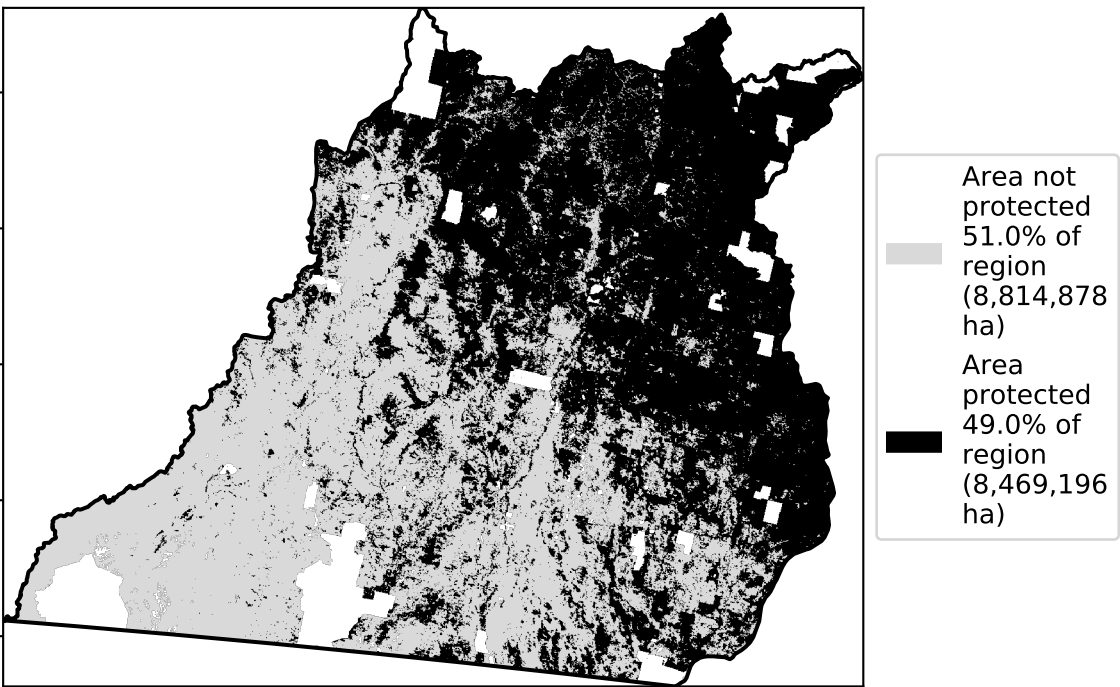 Area not
protected
51.0% of
region
(8,814,878
ha)
Area
protected
49.0% of
region
(8,469,196
ha)